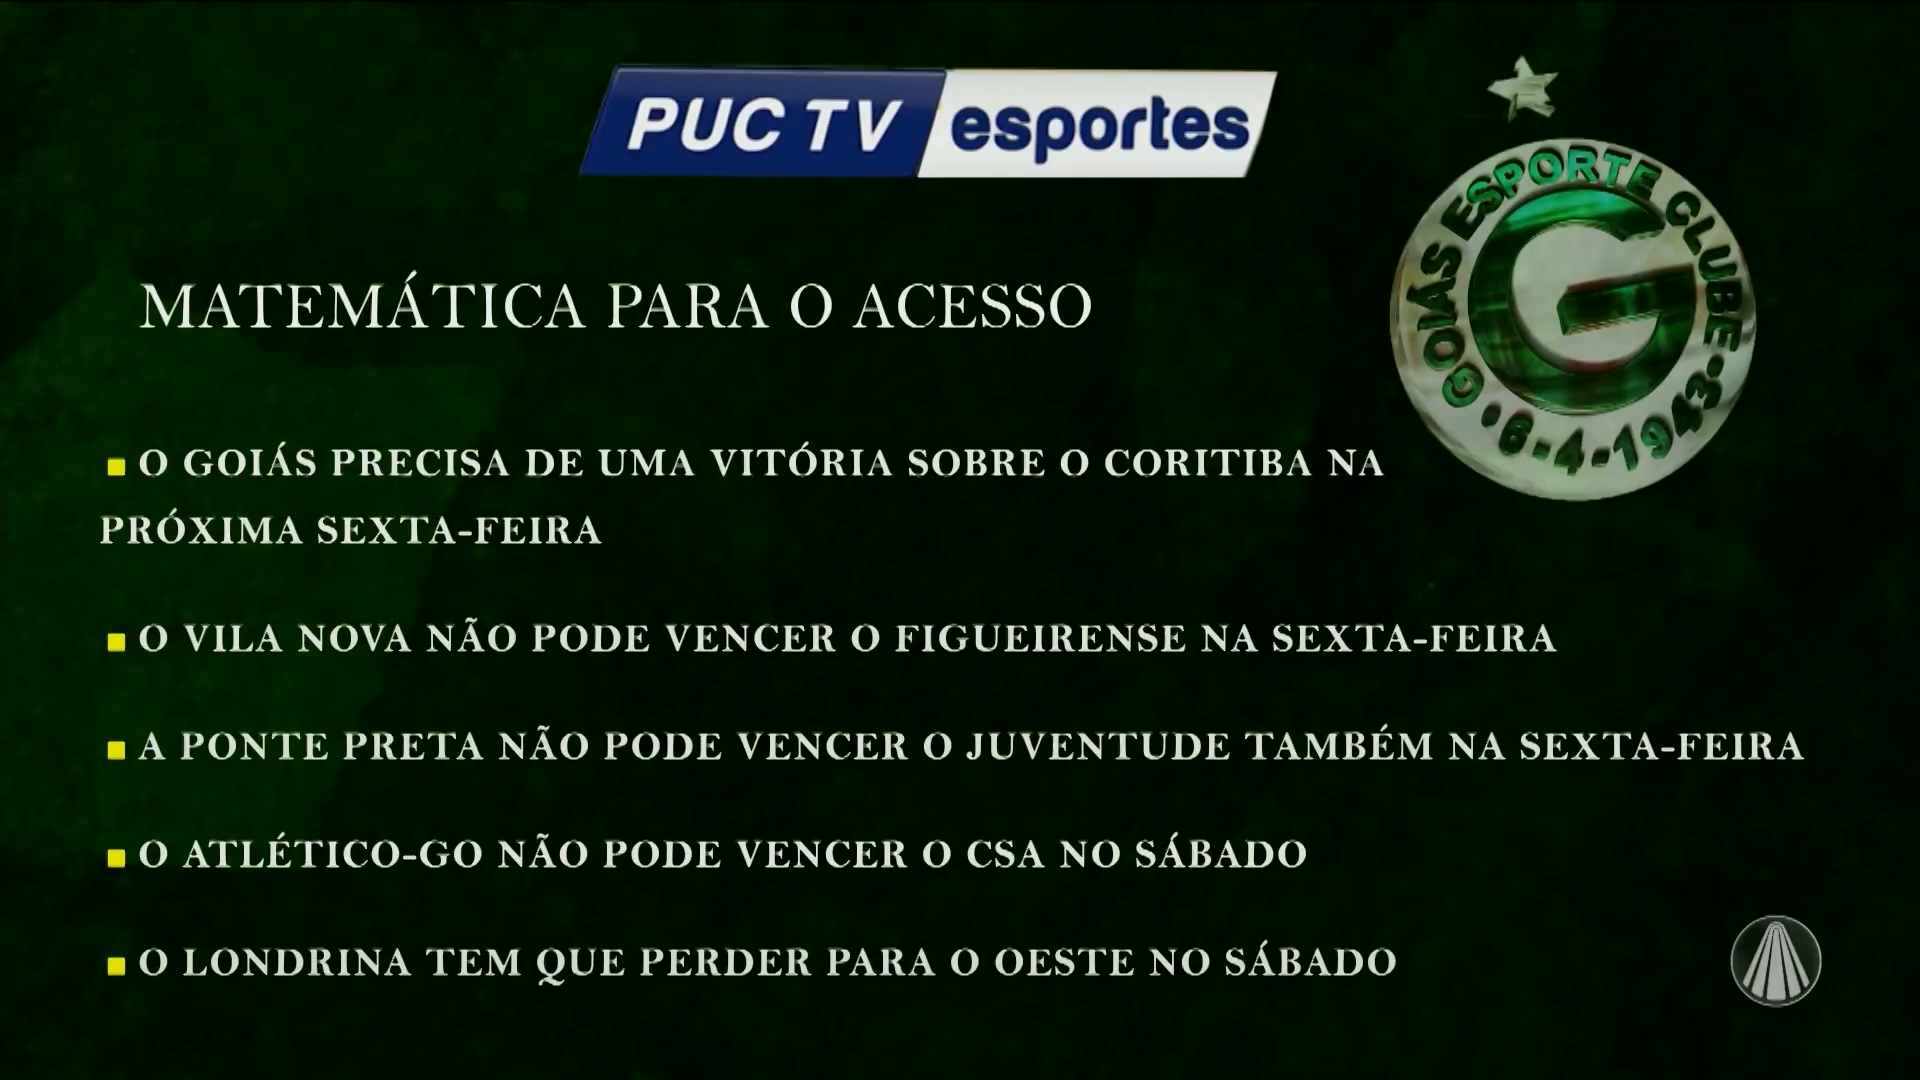 PUC TV esportes
GOIÁS ESPORTE CLUBE · 6-4-1943 ·
G
MATEMÁTICA PARA O ACESSO
O GOIÁS PRECISA DE UMA VITÓRIA SOBRE O CORITIBA NA
PRÓXIMA SEXTA-FEIRA
O VILA NOVA NÃO PODE VENCER O FIGUEIRENSE NA SEXTA-FEIRA
A PONTE PRETA NÃO PODE VENCER O JUVENTUDE TAMBÉM NA SEXTA-FEIRA
O ATLÉTICO-GO NÃO PODE VENCER O CSA NO SÁBADO
O LONDRINA TEM QUE PERDER PARA O OESTE NO SÁBADO